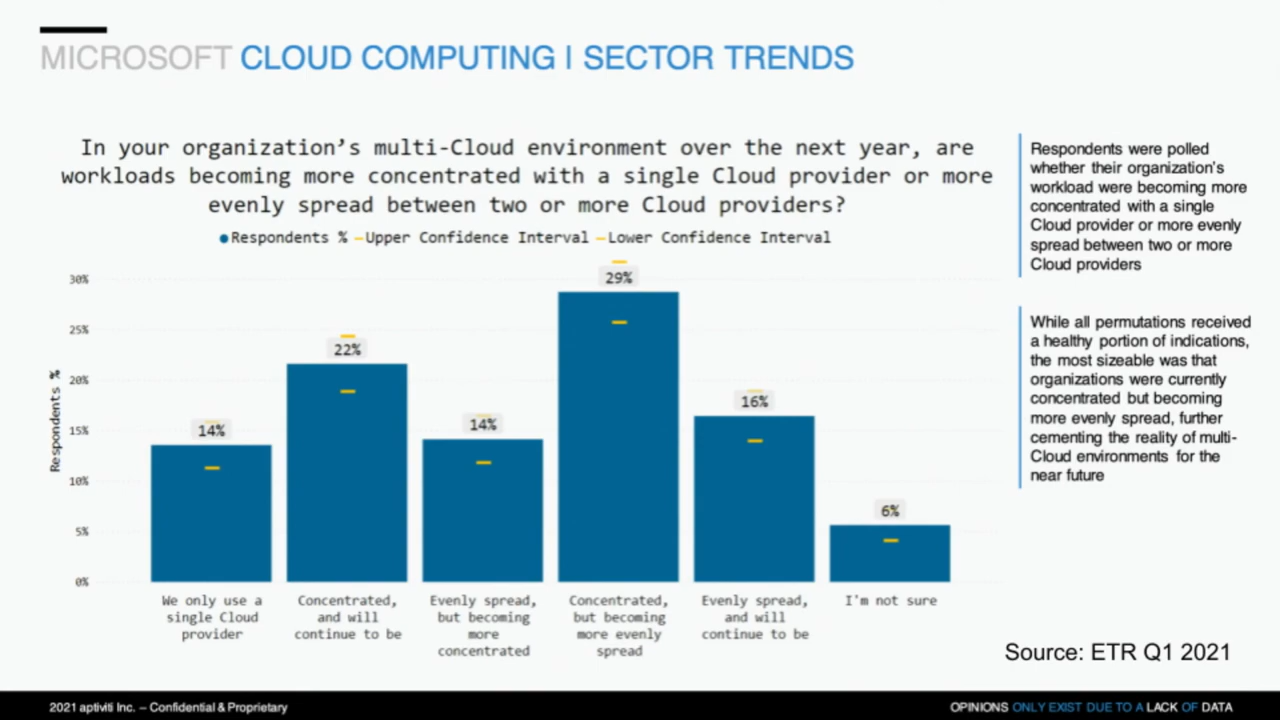 MICROSOFT CLOUD COMPUTING | SECTOR TRENDS
In your organization's multi-Cloud environment over the next year, are
workloads becoming more concentrated with a single Cloud provider or more
evenly spread between two or more Cloud providers?
Respondents % Upper Confidence Interval Lower Confidence Interval
Respondents %
30%
25%
20%
15%
10%
5%
0%
14%
22%
14%
29%
16%
6%
We only use a
single Cloud
provider
Concentrated,
and will
continue to be
Evenly spread,
but becoming
more
concentrated
Concentrated,
but becoming
more evenly
spread
Evenly spread,
and will
continue to be
I'm not sure
Respondents were polled
whether their organization's
workload were becoming more
concentrated with a single
Cloud provider or more evenly
spread between two or more
Cloud providers
While all permutations received
a healthy portion of indications,
the most sizeable was that
organizations were currently
concentrated but becoming
more evenly spread, further
cementing the reality of multi-
Cloud environments for the
near future
Source: ETR Q1 2021
2021 aptiviti Inc. – Confidential & Proprietary
OPINIONS ONLY EXIST DUE TO A LACK OF DATA